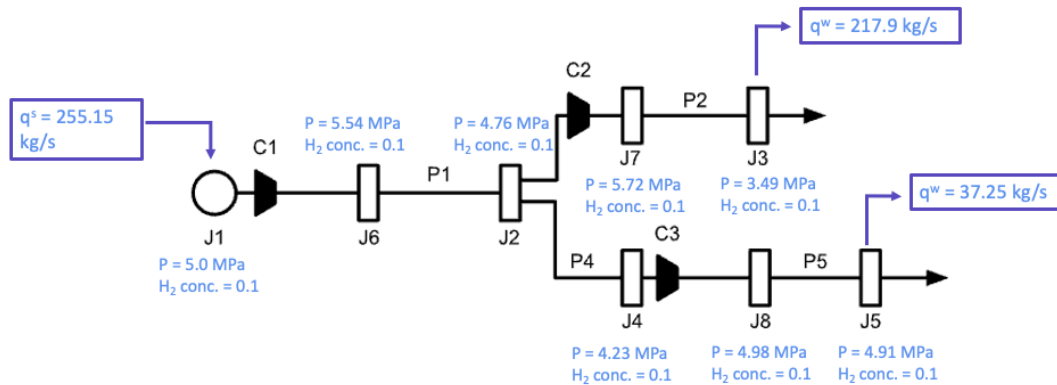 qʷ = 217.9 kg/s
C2
qˢ = 255.15
kg/s
P = 5.54 MPa
H₂ conc. = 0.1
P = 4.76 MPa
H₂ conc. = 0.1
P2
C1
J7
J3
P1
P = 5.72 MPa
H₂ conc. = 0.1
P = 3.49 MPa
H₂ conc. = 0.1
qʷ = 37.25 kg/s
J1
J6
J2
C3
P = 5.0 MPa
H₂ conc. = 0.1
P4
P5
J4
J8
J5
P = 4.23 MPa
H₂ conc. = 0.1
P = 4.98 MPa
H₂ conc. = 0.1
P = 4.91 MPa
H₂ conc. = 0.1